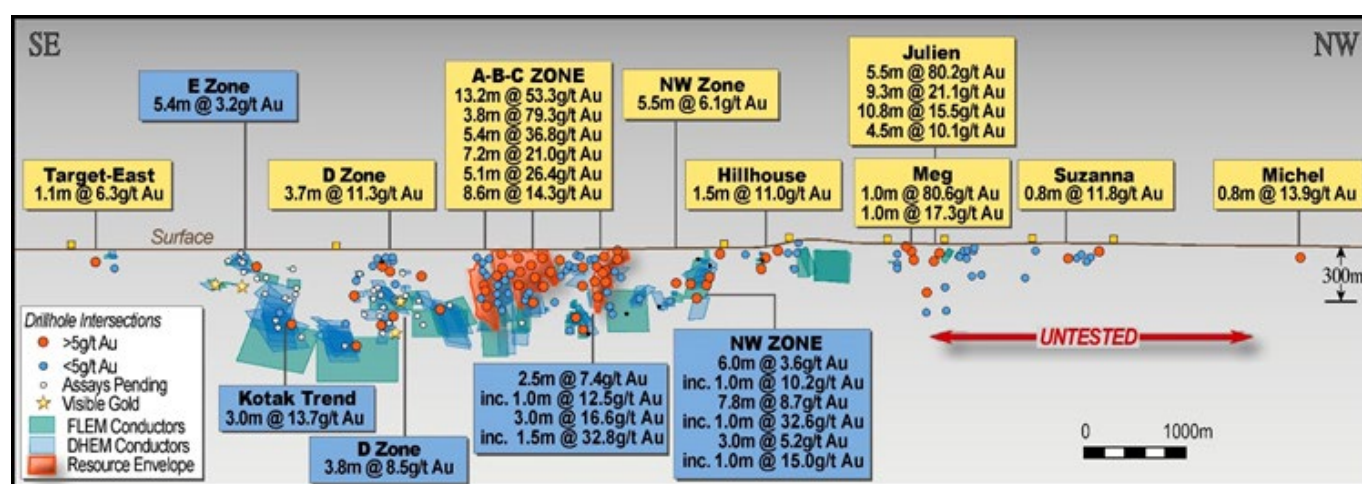 SE
NW
E Zone
5.4m @ 3.2g/t Au
A-B-C ZONE
13.2m @ 53.3g/t Au
3.8m @ 79.3g/t Au
5.4m @ 36.8g/t Au
7.2m @ 21.0g/t Au
5.1m @ 26.4g/t Au
8.6m @ 14.3g/t Au
NW Zone
5.5m @ 6.1g/t Au
Julien
5.5m @ 80.2g/t Au
9.3m @ 21.1g/t Au
10.8m @ 15.5g/t Au
4.5m @ 10.1g/t Au
Target-East
1.1m @ 6.3g/t Au
D Zone
3.7m @ 11.3g/t Au
Hillhouse
1.5m @ 11.0g/t Au
Meg
1.0m @ 80.6g/t Au
1.0m @ 17.3g/t Au
Suzanna
0.8m @ 11.8g/t Au
Michel
0.8m @ 13.9g/t Au
Surface
300m
UNTESTED
Drillhole Intersections
>5g/t Au
<5g/t Au
Assays Pending
Visible Gold
FLEM Conductors
DHEM Conductors
Resource Envelope
Kotak Trend
3.0m @ 13.7g/t Au
D Zone
3.8m @ 8.5g/t Au
2.5m @ 7.4g/t Au
inc. 1.0m @ 12.5g/t Au
3.0m @ 16.6g/t Au
inc. 1.5m @ 32.8g/t Au
NW ZONE
6.0m @ 3.6g/t Au
inc. 1.0m @ 10.2g/t Au
7.8m @ 8.7g/t Au
inc. 1.0m @ 32.6g/t Au
3.0m @ 5.2g/t Au
inc. 1.0m @ 15.0g/t Au
0 1000m